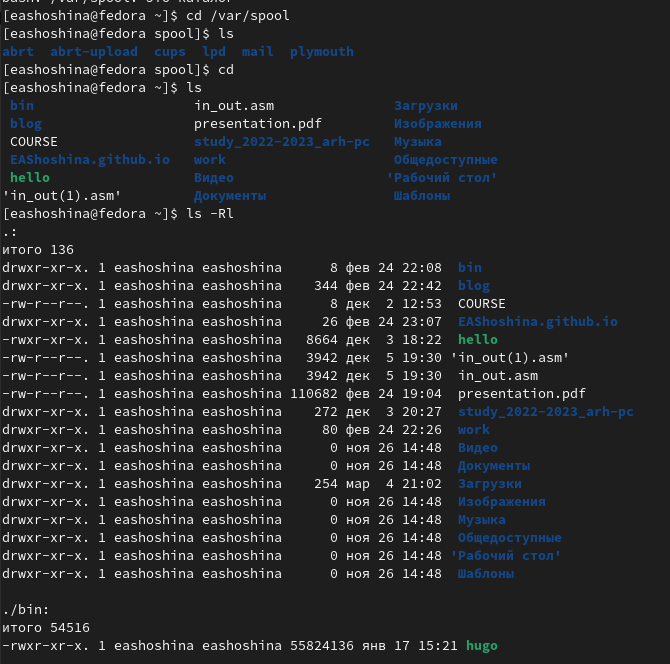 [eashoshina@fedora ~]$ cd /var/spool
[eashoshina@fedora spool]$ ls
abrt abrt-upload cups lpd mail plymouth
[eashoshina@fedora spool]$ cd
[eashoshina@fedora ~]$ ls
bin in_out.asm Загрузки
blog presentation.pdf Изображения
COURSE study_2022-2023_arh-pc Музыка
EAShoshina.github.io work Общедоступные
hello Видео 'Рабочий стол'
'in_out(1).asm' Документы Шаблоны
[eashoshina@fedora ~]$ ls -Rl
.:
итого 136
drwxr-xr-x. 1 eashoshina eashoshina 8 фев 24 22:08 bin
drwxr-xr-x. 1 eashoshina eashoshina 344 фев 24 22:42 blog
-rw-r--r--. 1 eashoshina eashoshina 8 дек 2 12:53 COURSE
drwxr-xr-x. 1 eashoshina eashoshina 26 фев 24 23:07 EAShoshina.github.io
-rwxr-xr-x. 1 eashoshina eashoshina 8664 дек 3 18:22 hello
-rw-r--r--. 1 eashoshina eashoshina 3942 дек 5 19:30 'in_out(1).asm'
-rw-r--r--. 1 eashoshina eashoshina 3942 дек 5 19:30 in_out.asm
-rw-r--r--. 1 eashoshina eashoshina 110682 фев 24 19:04 presentation.pdf
drwxr-xr-x. 1 eashoshina eashoshina 272 дек 3 20:27 study_2022-2023_arh-pc
drwxr-xr-x. 1 eashoshina eashoshina 80 фев 24 22:26 work
drwxr-xr-x. 1 eashoshina eashoshina 0 ноя 26 14:48 Видео
drwxr-xr-x. 1 eashoshina eashoshina 0 ноя 26 14:48 Документы
drwxr-xr-x. 1 eashoshina eashoshina 254 мар 4 21:02 Загрузки
drwxr-xr-x. 1 eashoshina eashoshina 0 ноя 26 14:48 Изображения
drwxr-xr-x. 1 eashoshina eashoshina 0 ноя 26 14:48 Музыка
drwxr-xr-x. 1 eashoshina eashoshina 0 ноя 26 14:48 Общедоступные
drwxr-xr-x. 1 eashoshina eashoshina 0 ноя 26 14:48 'Рабочий стол'
drwxr-xr-x. 1 eashoshina eashoshina 0 ноя 26 14:48 Шаблоны
./bin:
итого 54516
-rwxr-xr-x. 1 eashoshina eashoshina 55824136 янв 17 15:21 hugo